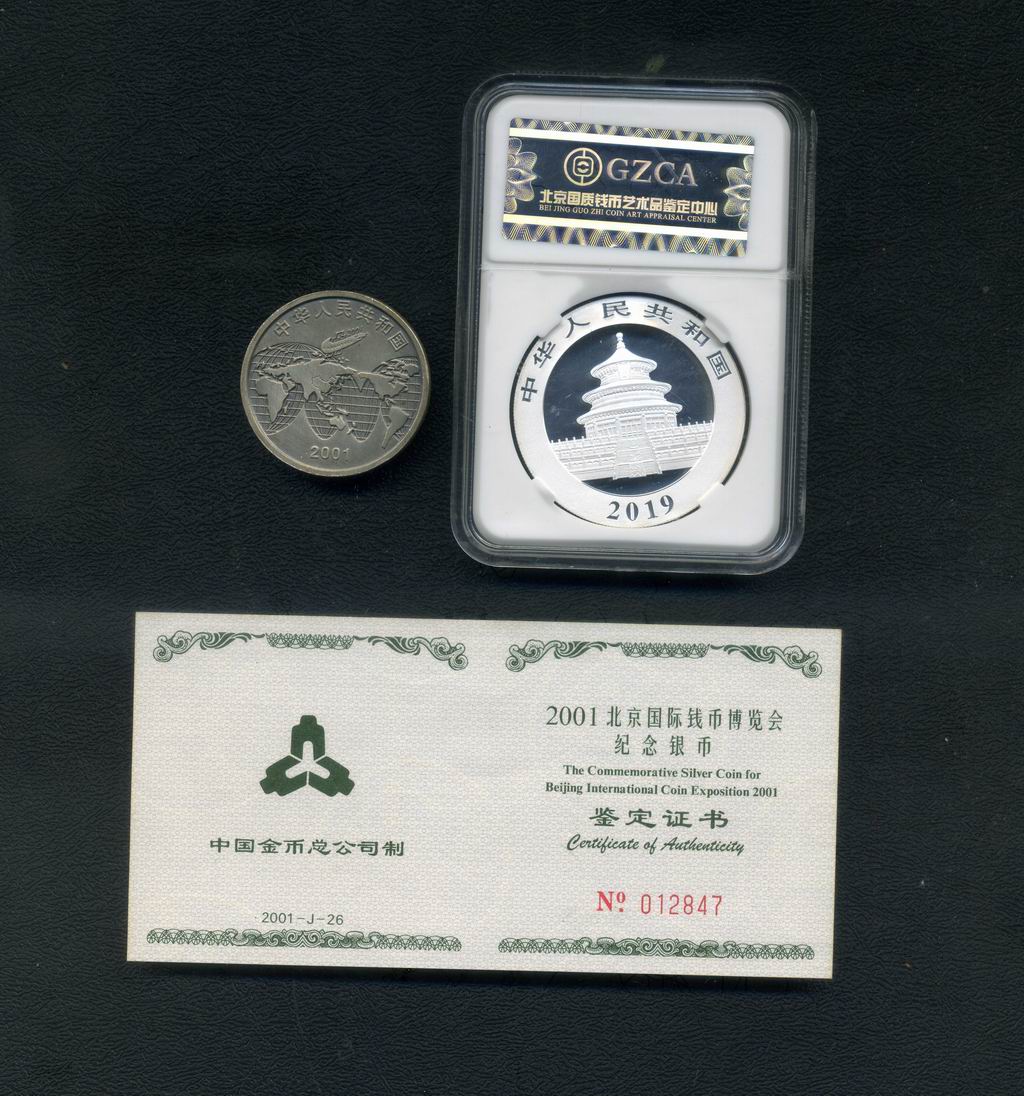 GZCA
北京国质钱币艺术品鉴定中心
BEI JING GUO ZHI COIN ART APPRAISAL CENTER
中华人民共和国
2001
中华人民共和国
2019
中国金币总公司制
2001-J-26
2001北京国际钱币博览会
纪念银币
The Commemorative Silver Coin for
Beijing International Coin Exposition 2001
鉴定证书
Certificate of Authenticity
Nº 012847